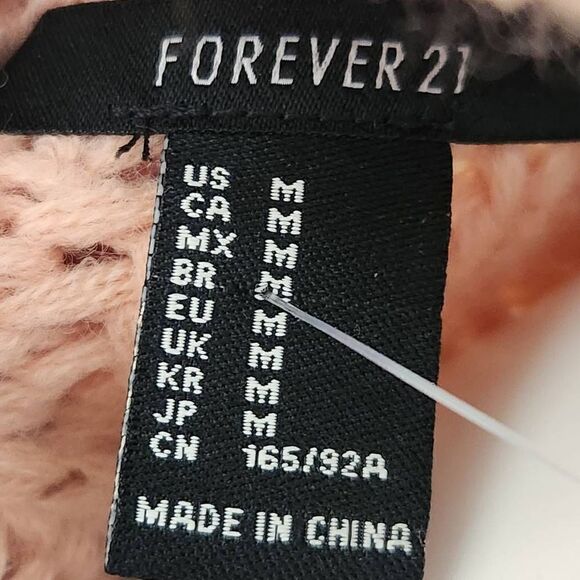 FOREVER 21
US M
CA M
MX M
BR M
EU M
UK M
KR M
JP M
CN 165/92A
MADE IN CHINA